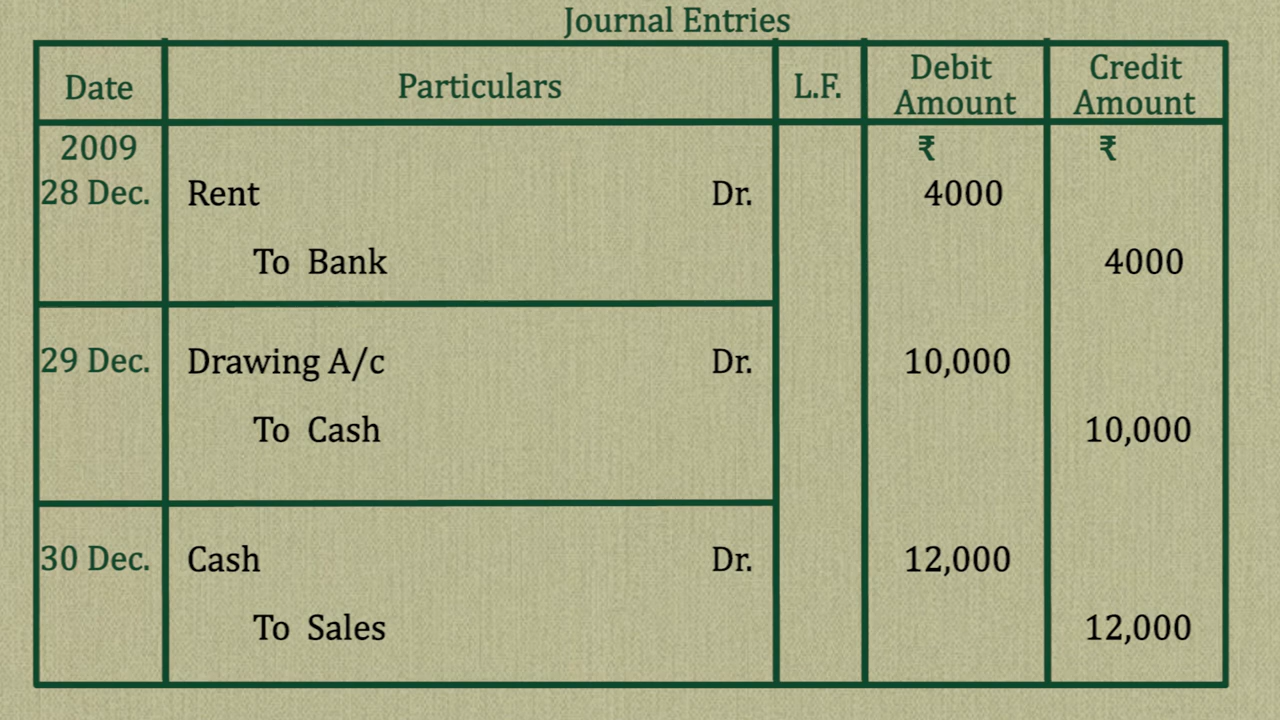 Journal Entries
Date Particulars L.F. Debit Amount Credit Amount
2009 ₹ ₹
28 Dec. Rent Dr. 4000
To Bank 4000
29 Dec. Drawing A/c Dr. 10,000
To Cash 10,000
30 Dec. Cash Dr. 12,000
To Sales 12,000